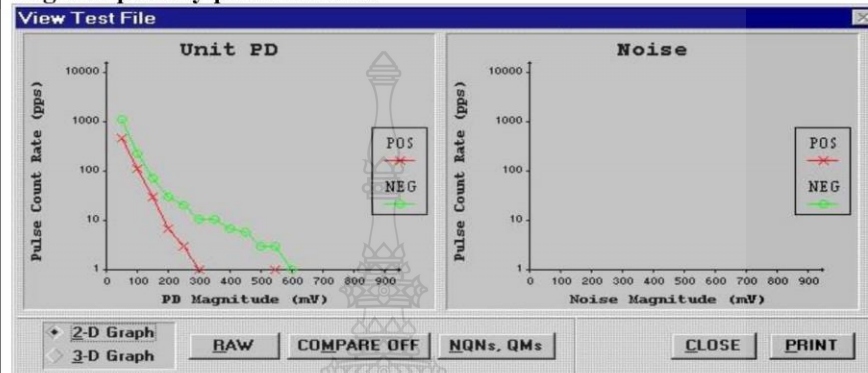 View Test File
Unit PD
Pulse Count Rate (pps)
10000
1000
100
10
1
0 100 200 300 400 500 600 700 800 900
PD Magnitude (mV)
POS
NEG
Noise
Pulse Count Rate (pps)
10000
1000
100
10
1
0 100 200 300 400 500 600 700 800 900
Noise Magnitude (mV)
POS
NEG
2-D Graph
3-D Graph
RAW
COMPARE OFF
NQNs, QMs
CLOSE
PRINT